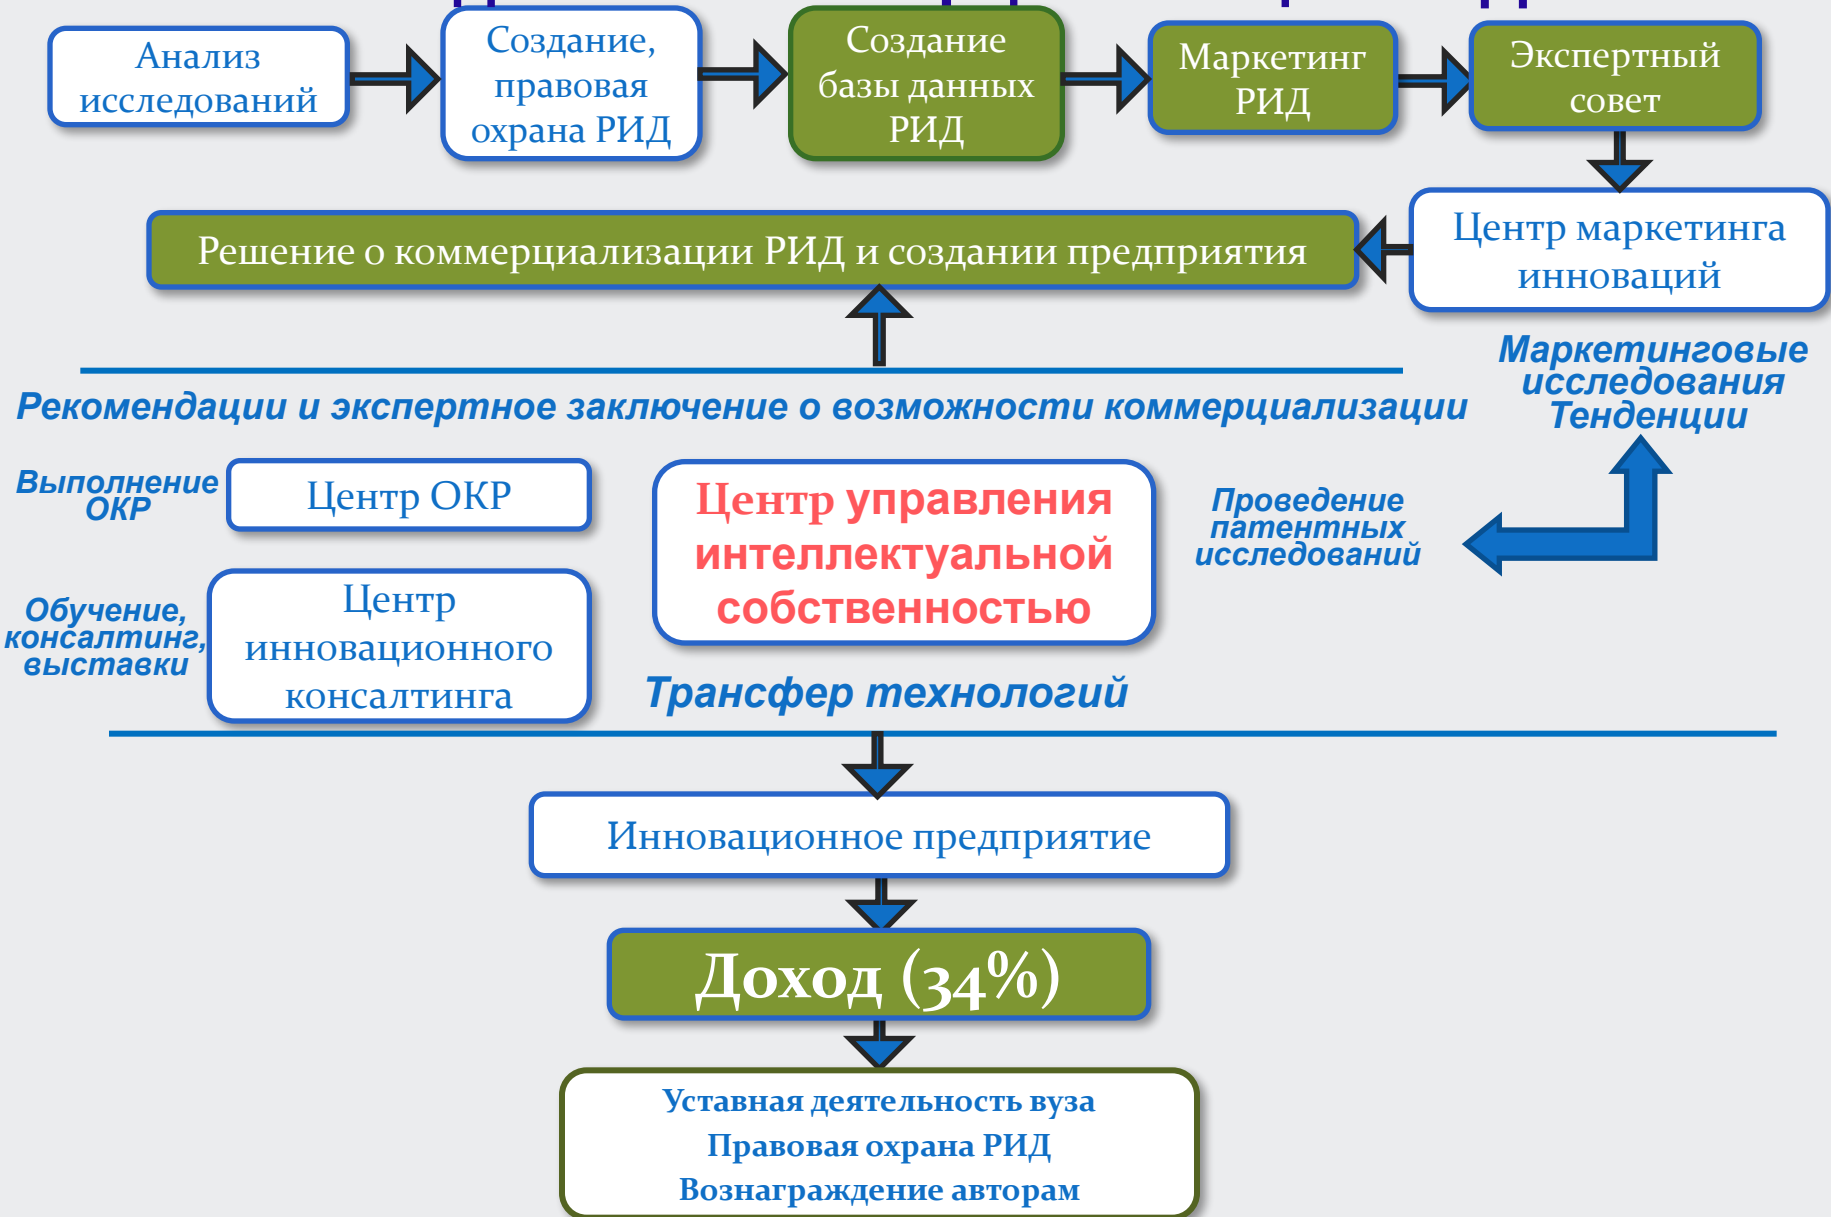 Анализ
исследований
Создание,
правовая
охрана РИД
Создание
базы данных
РИД
Маркетинг
РИД
Экспертный
совет
Центр маркетинга
инноваций
Решение о коммерциализации РИД и создании предприятия
Маркетинговые
исследования
Тенденции
Рекомендации и экспертное заключение о возможности коммерциализации
Выполнение
ОКР
Центр ОКР
Центр управления
интеллектуальной
собственностью
Проведение
патентных
исследований
Обучение,
консалтинг,
выставки
Центр
инновационного
консалтинга
Трансфер технологий
Инновационное предприятие
Доход (34%)
Уставная деятельность вуза
Правовая охрана РИД
Вознаграждение авторам